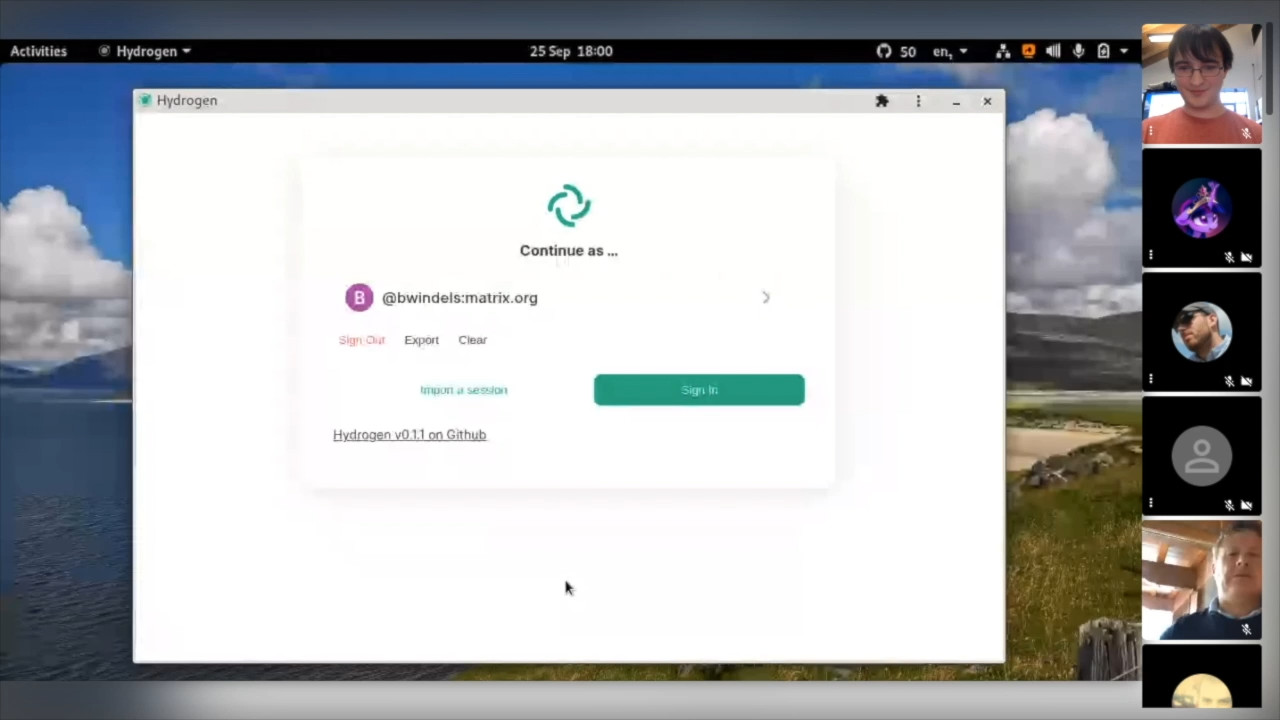 Activities Hydrogen 25 Sep 18:00 50 en₁
Hydrogen
Continue as ...
B @bwindels:matrix.org
Sign Out Export Clear
Import a session Sign In
Hydrogen v0.1.1 on Github